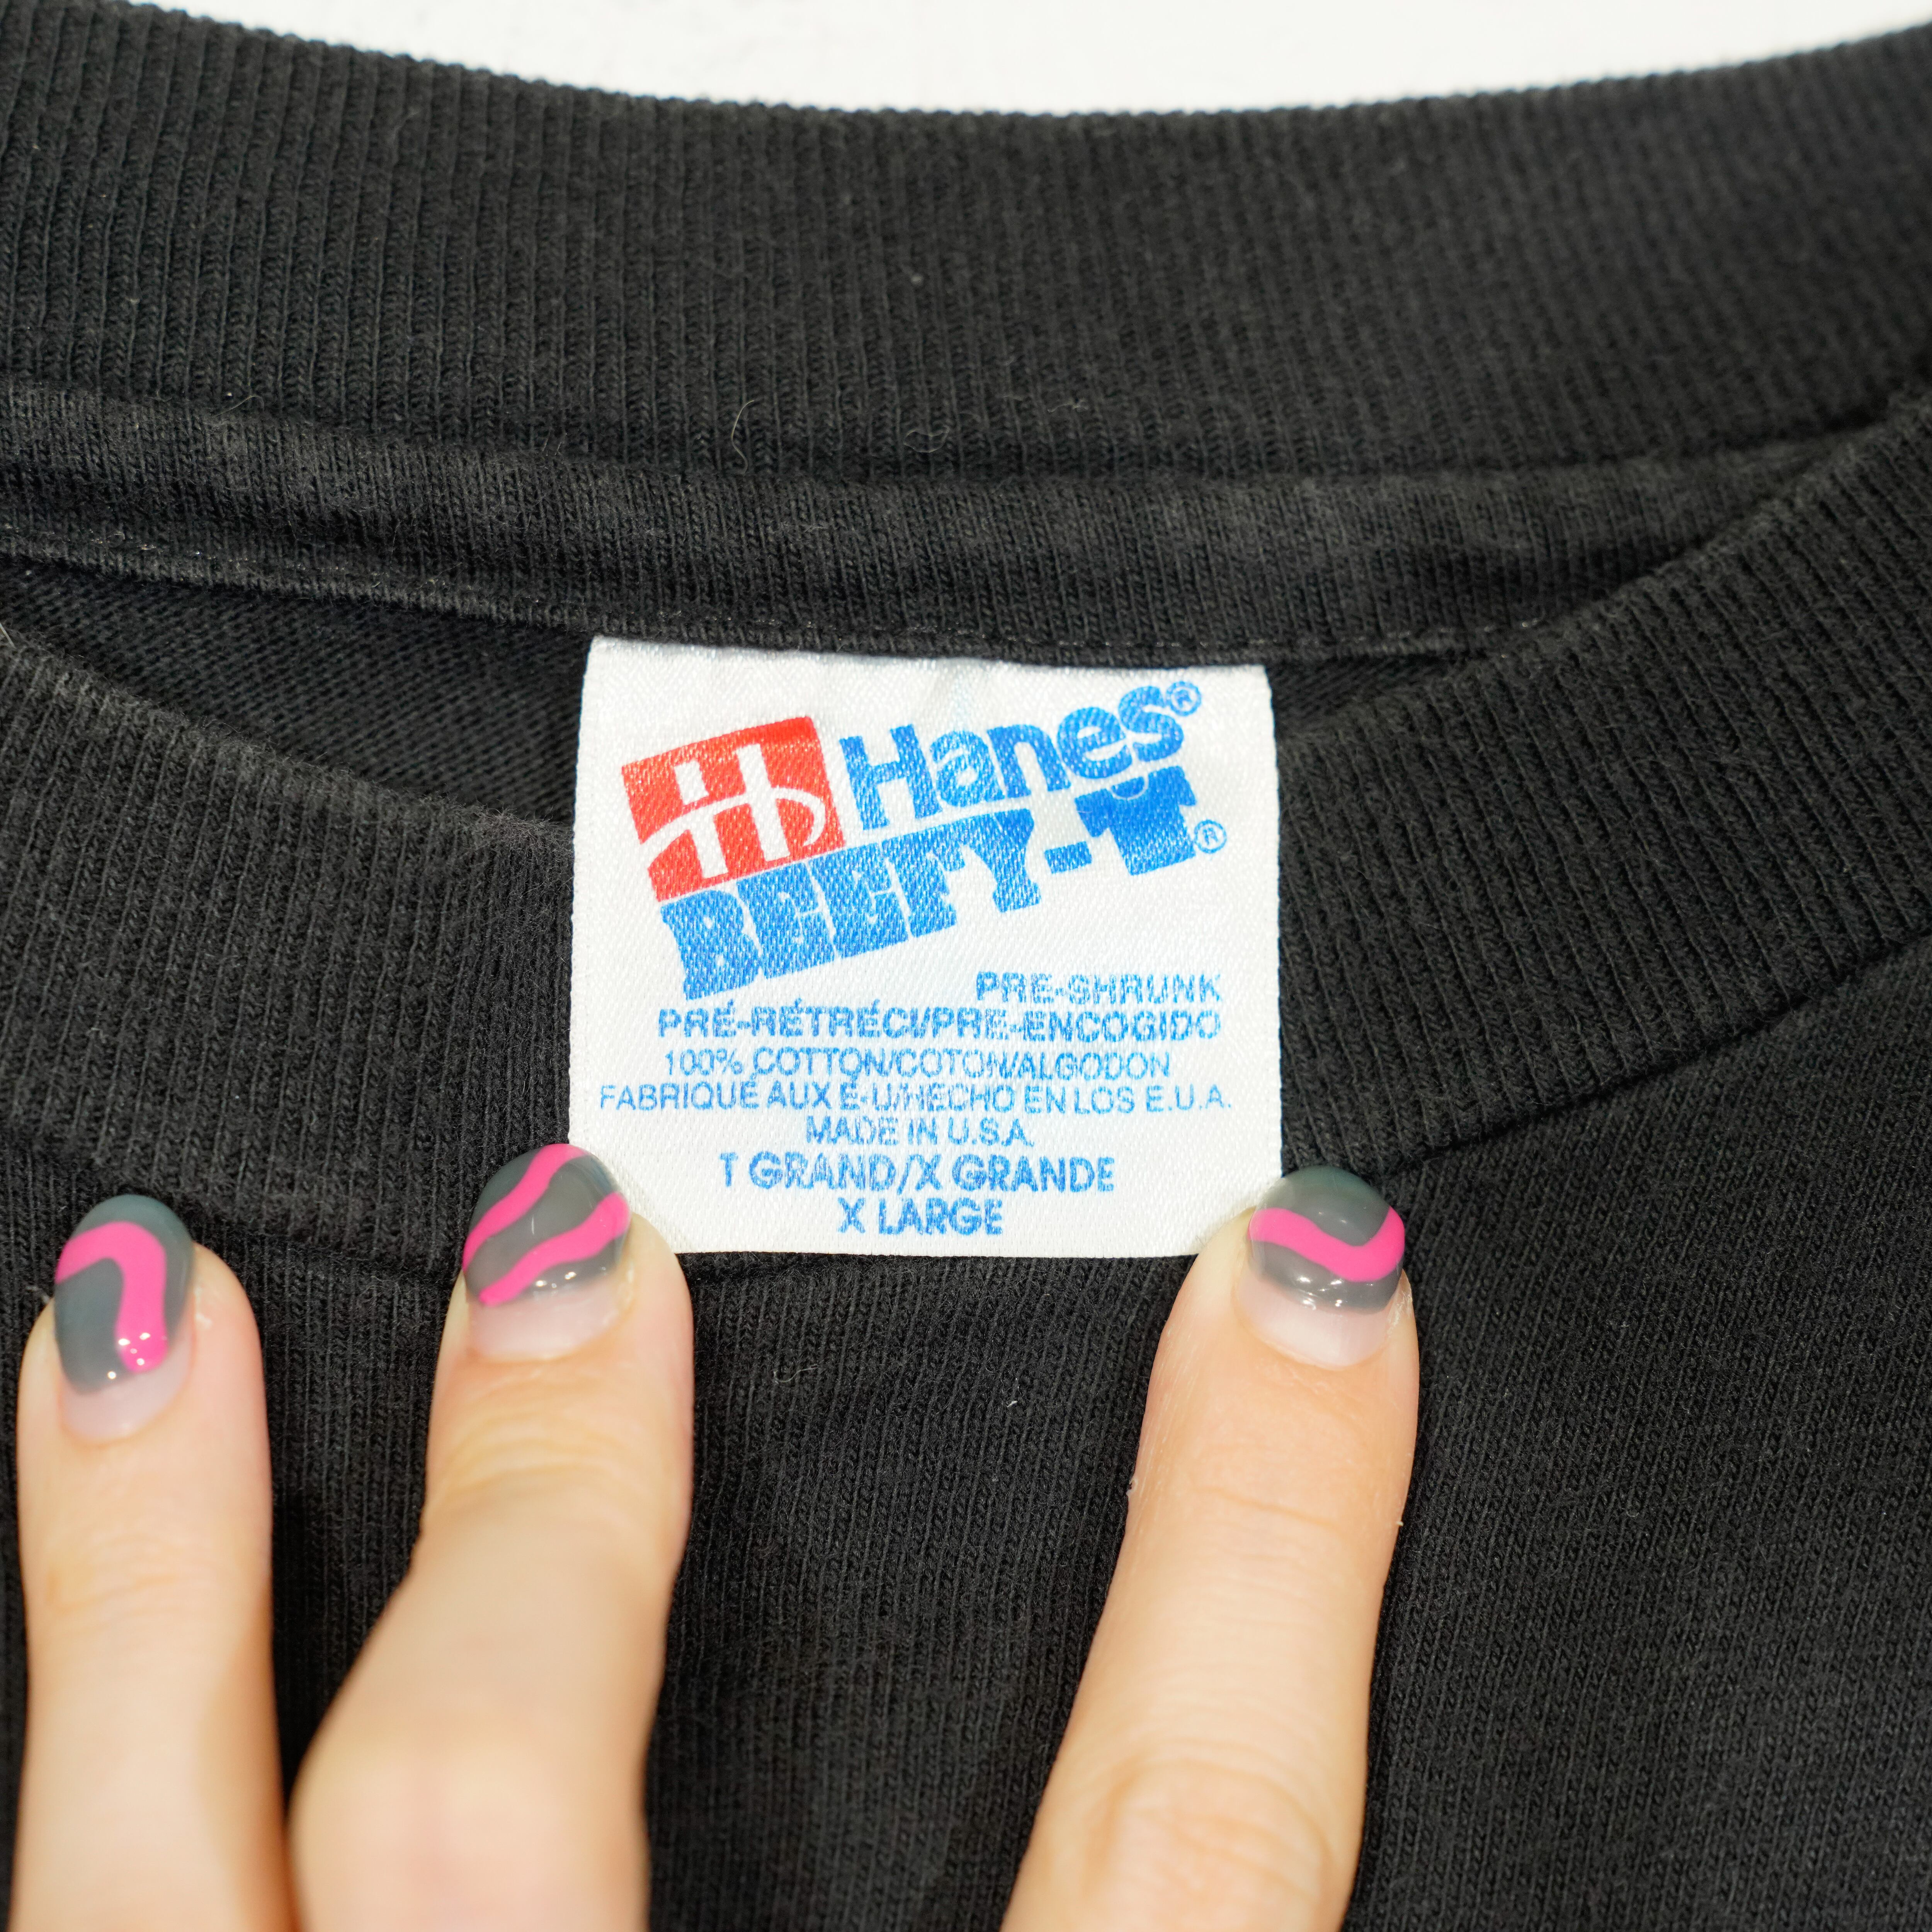 Hanes®
BEEFY-T®
PRE-SHRUNK
PRÉ-RÉTRÉCI/PRE-ENCOGIDO
100% COTTON/COTON/ALGODON
FABRIQUÉ AUX É-U/HECHO EN LOS E.U.A.
MADE IN U.S.A.
T GRAND/X GRANDE
X LARGE